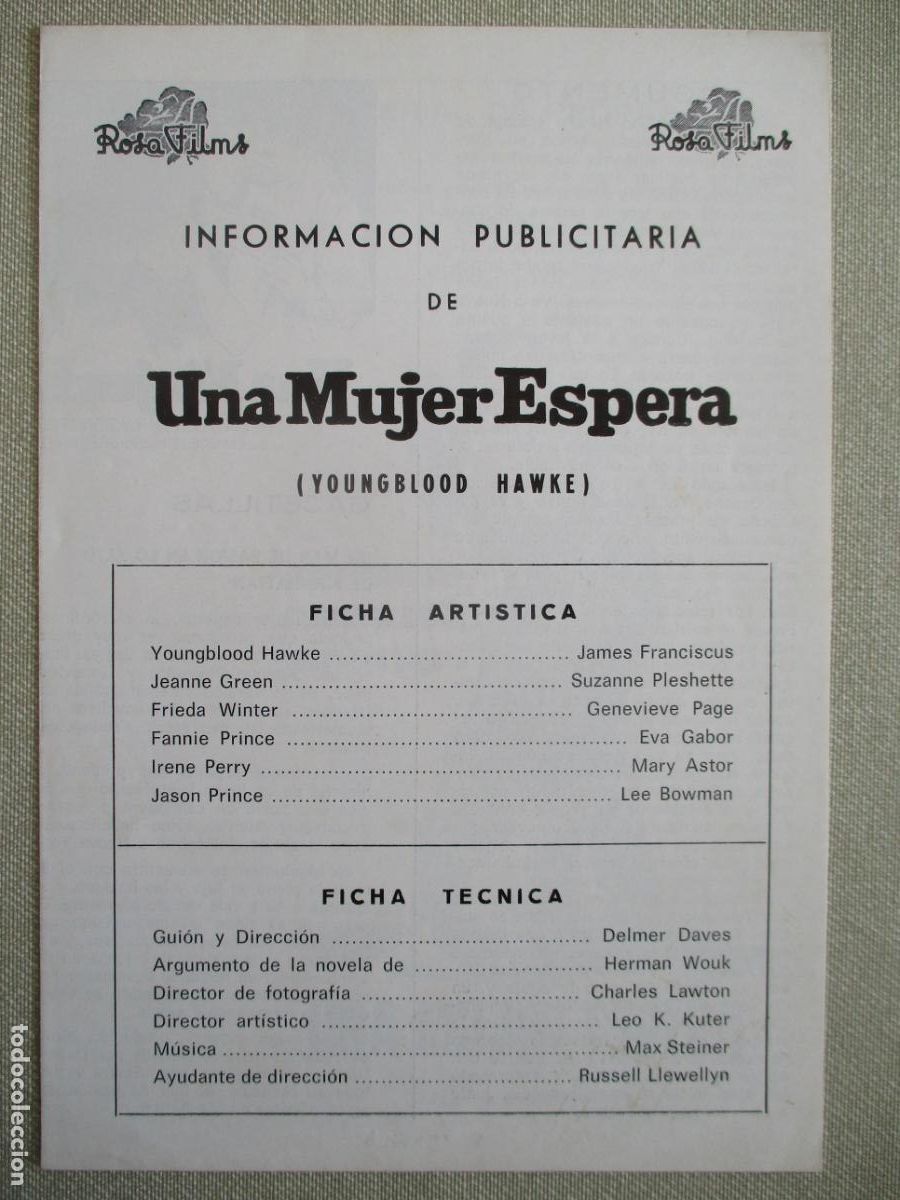 Rosa Films
Rosa Films
INFORMACION PUBLICITARIA
DE
Una Mujer Espera
(YOUNGBLOOD HAWKE)
FICHA ARTISTICA
Youngblood Hawke .................................... James Franciscus
Jeanne Green .......................................... Suzanne Pleshette
Frieda Winter .......................................... Genevieve Page
Fannie Prince ................................................... Eva Gabor
Irene Perry ...................................................... Mary Astor
Jason Prince ................................................... Lee Bowman
FICHA TECNICA
Guión y Dirección ....................................... Delmer Daves
Argumento de la novela de ........................... Herman Wouk
Director de fotografía ................................. Charles Lawton
Director artístico .......................................... Leo K. Kuter
Música ............................................................ Max Steiner
Ayudante de dirección ................................. Russell Llewellyn
todocoleccion.net